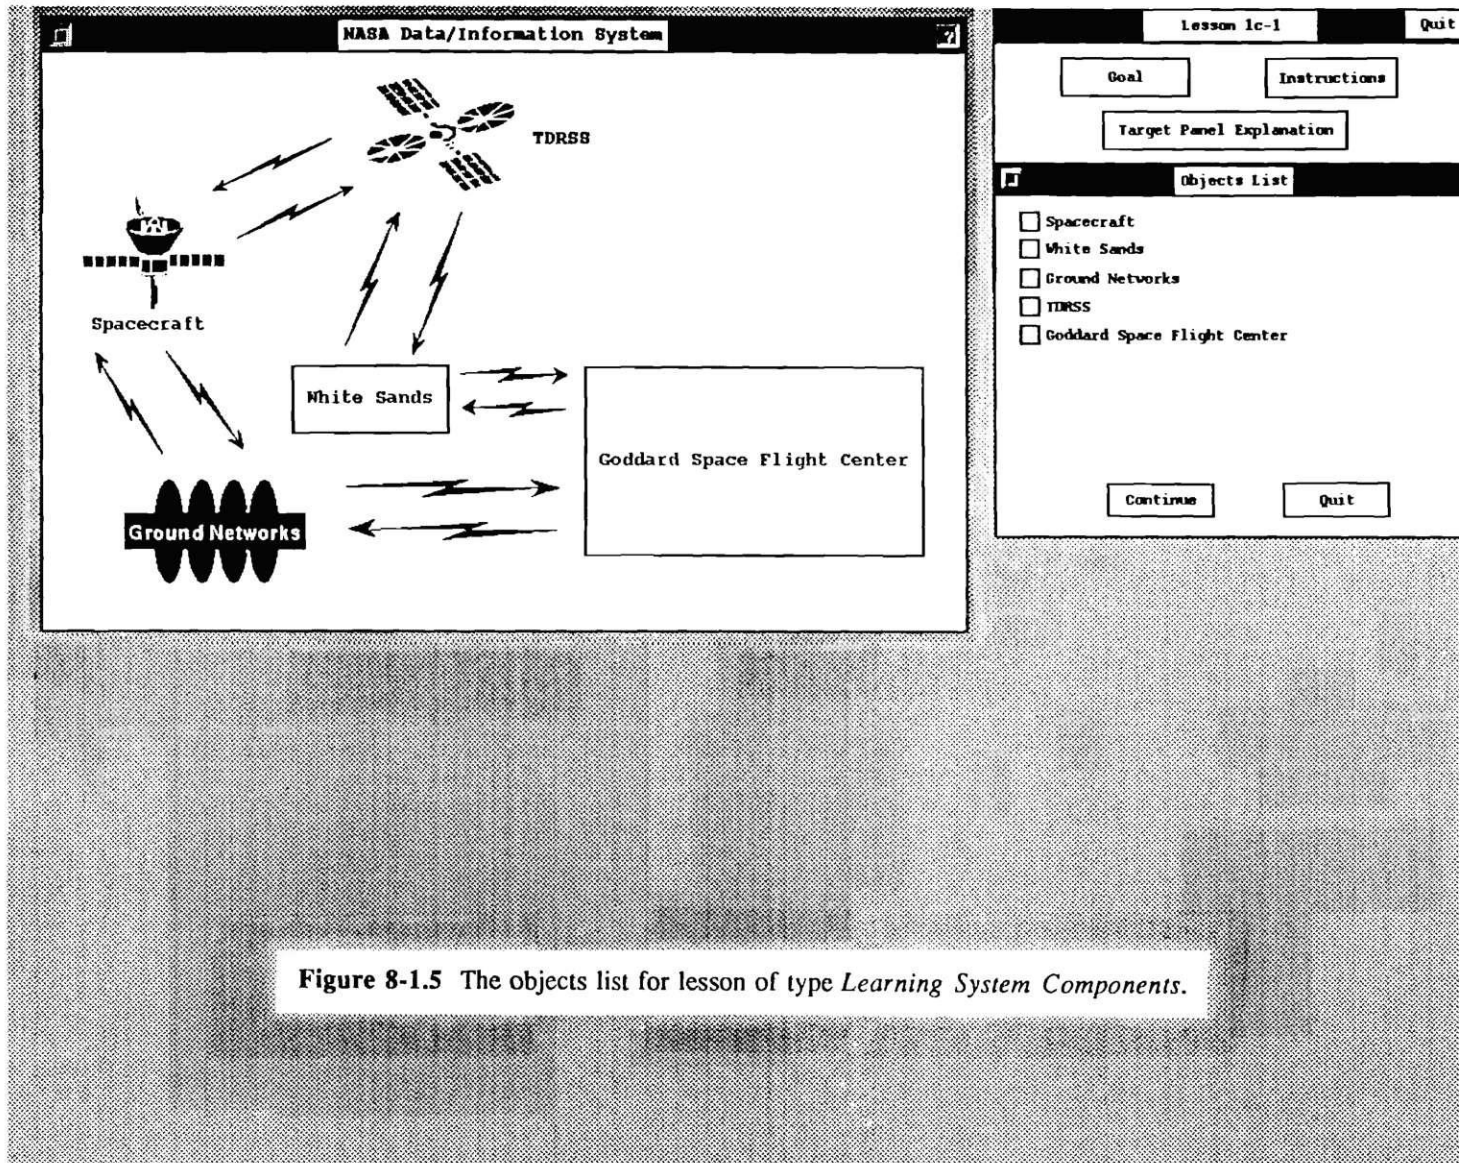 NASA Data/Information System
?
TDRSS
Spacecraft
White Sands
Goddard Space Flight Center
Ground Networks
Lesson 1c-1
Quit
Goal
Instructions
Target Panel Explanation
Objects List
Spacecraft
White Sands
Ground Networks
TDRSS
Goddard Space Flight Center
Continue
Quit
Figure 8-1.5 The objects list for lesson of type Learning System Components.